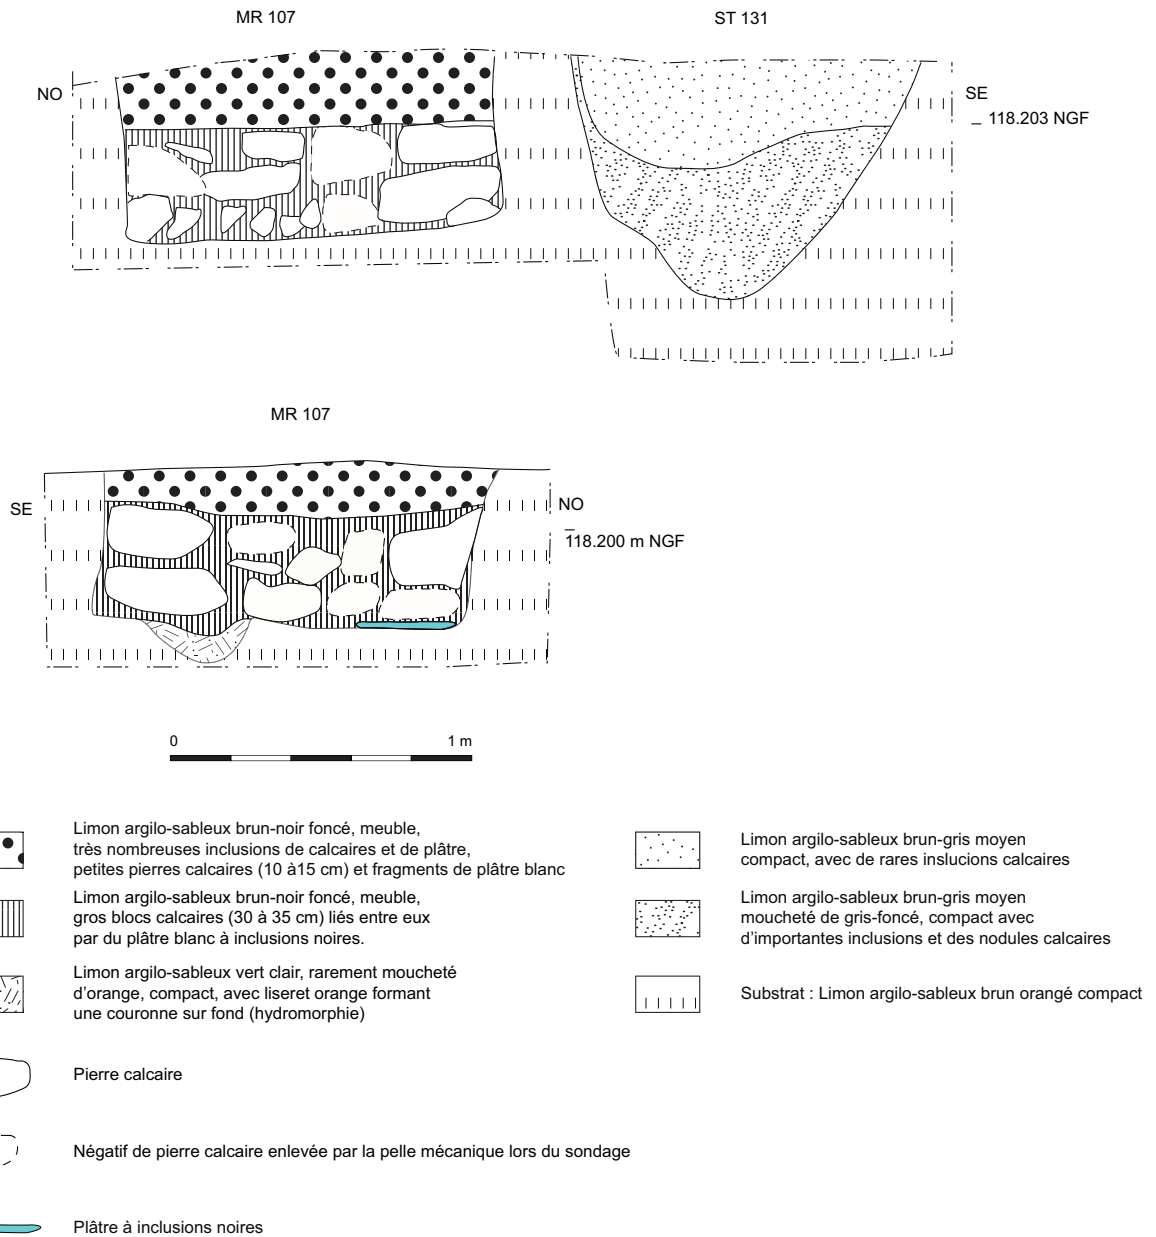 MR 107
ST 131
NO
SE
_ 118.203 NGF
MR 107
SE
NO
_
118.200 m NGF
0
1 m
Limon argilo-sableux brun-noir foncé, meuble,
très nombreuses inclusions de calcaires et de plâtre,
petites pierres calcaires (10 à15 cm) et fragments de plâtre blanc
Limon argilo-sableux brun-noir foncé, meuble,
gros blocs calcaires (30 à 35 cm) liés entre eux
par du plâtre blanc à inclusions noires.
Limon argilo-sableux vert clair, rarement moucheté
d'orange, compact, avec liseret orange formant
une couronne sur fond (hydromorphie)
Pierre calcaire
Négatif de pierre calcaire enlevée par la pelle mécanique lors du sondage
Plâtre à inclusions noires
Limon argilo-sableux brun-gris moyen
compact, avec de rares inslucions calcaires
Limon argilo-sableux brun-gris moyen
moucheté de gris-foncé, compact avec
d'importantes inclusions et des nodules calcaires
Substrat : Limon argilo-sableux brun orangé compact